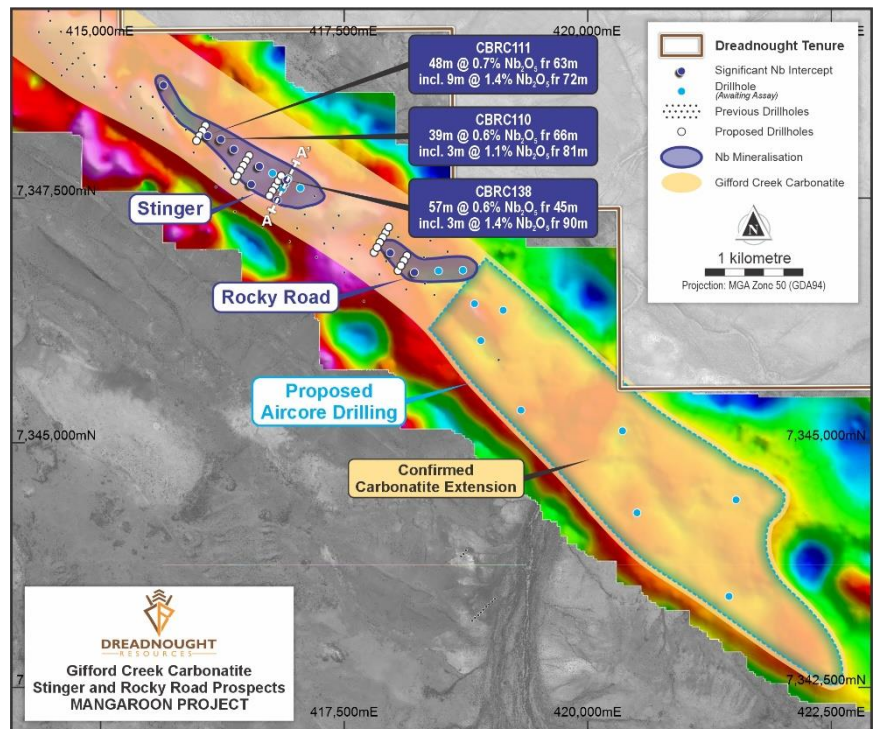 415,000mE
417,500mE
420,000mE
CBRC111
48m @ 0.7% Nb₂O₅ fr 63m
incl. 9m @ 1.4% Nb₂O₅ fr 72m
CBRC110
39m @ 0.6% Nb₂O₅ fr 66m
incl. 3m @ 1.1% Nb₂O₅ fr 81m
CBRC138
57m @ 0.6% Nb₂O₅ fr 45m
incl. 3m @ 1.4% Nb₂O₅ fr 90m
Dreadnought Tenure
Significant Nb Intercept
Drillhole
(Awaiting Assay)
Previous Drillholes
Proposed Drillholes
Nb Mineralisation
Gifford Creek Carbonatite
N
1 kilometre
Projection: MGA Zone 50 (GDA94)
7,347,500mN
A'
A
Stinger
Rocky Road
Proposed
Aircore Drilling
7,345,000mN
7,345,000mN
Confirmed
Carbonatite Extension
DREADNOUGHT
RESOURCES
Gifford Creek Carbonatite
Stinger and Rocky Road Prospects
MANGAROON PROJECT
7,342,500mN
417,500mE
420,000mE
422,500mE